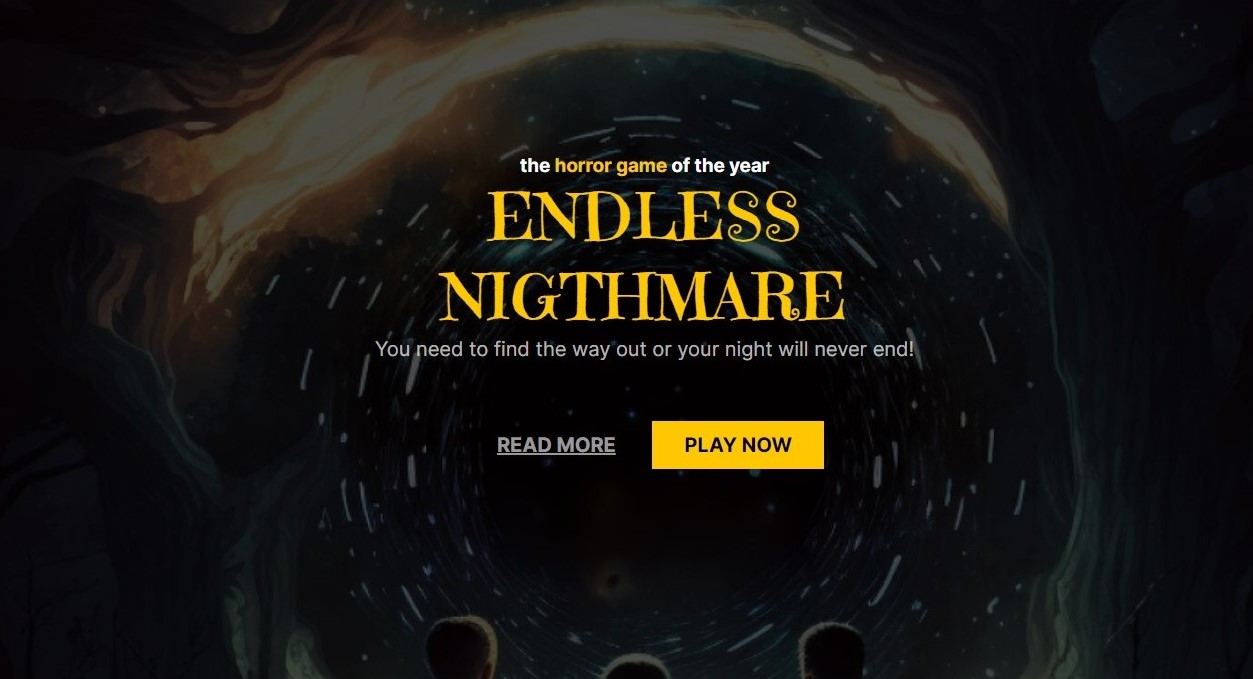 the horror game of the year
ENDLESS
NIGTHMARE
You need to find the way out or your night will never end!
READ MORE PLAY NOW